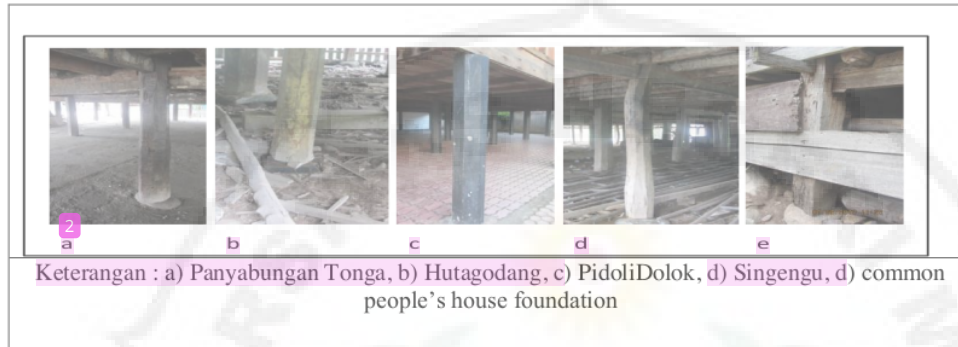 2
a b c d e
Keterangan : a) Panyabungan Tonga, b) Hutagodang, c) PidoliDolok, d) Singengu, d) common
people's house foundation